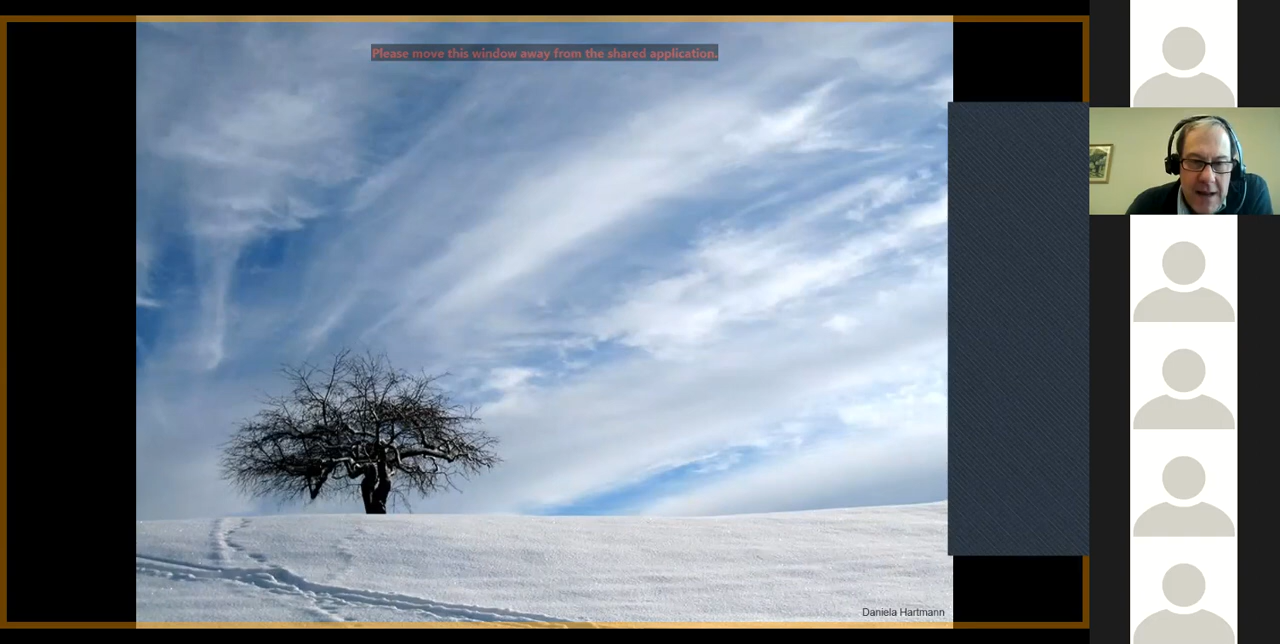 Please move this window away from the shared application.
Daniela Hartmann